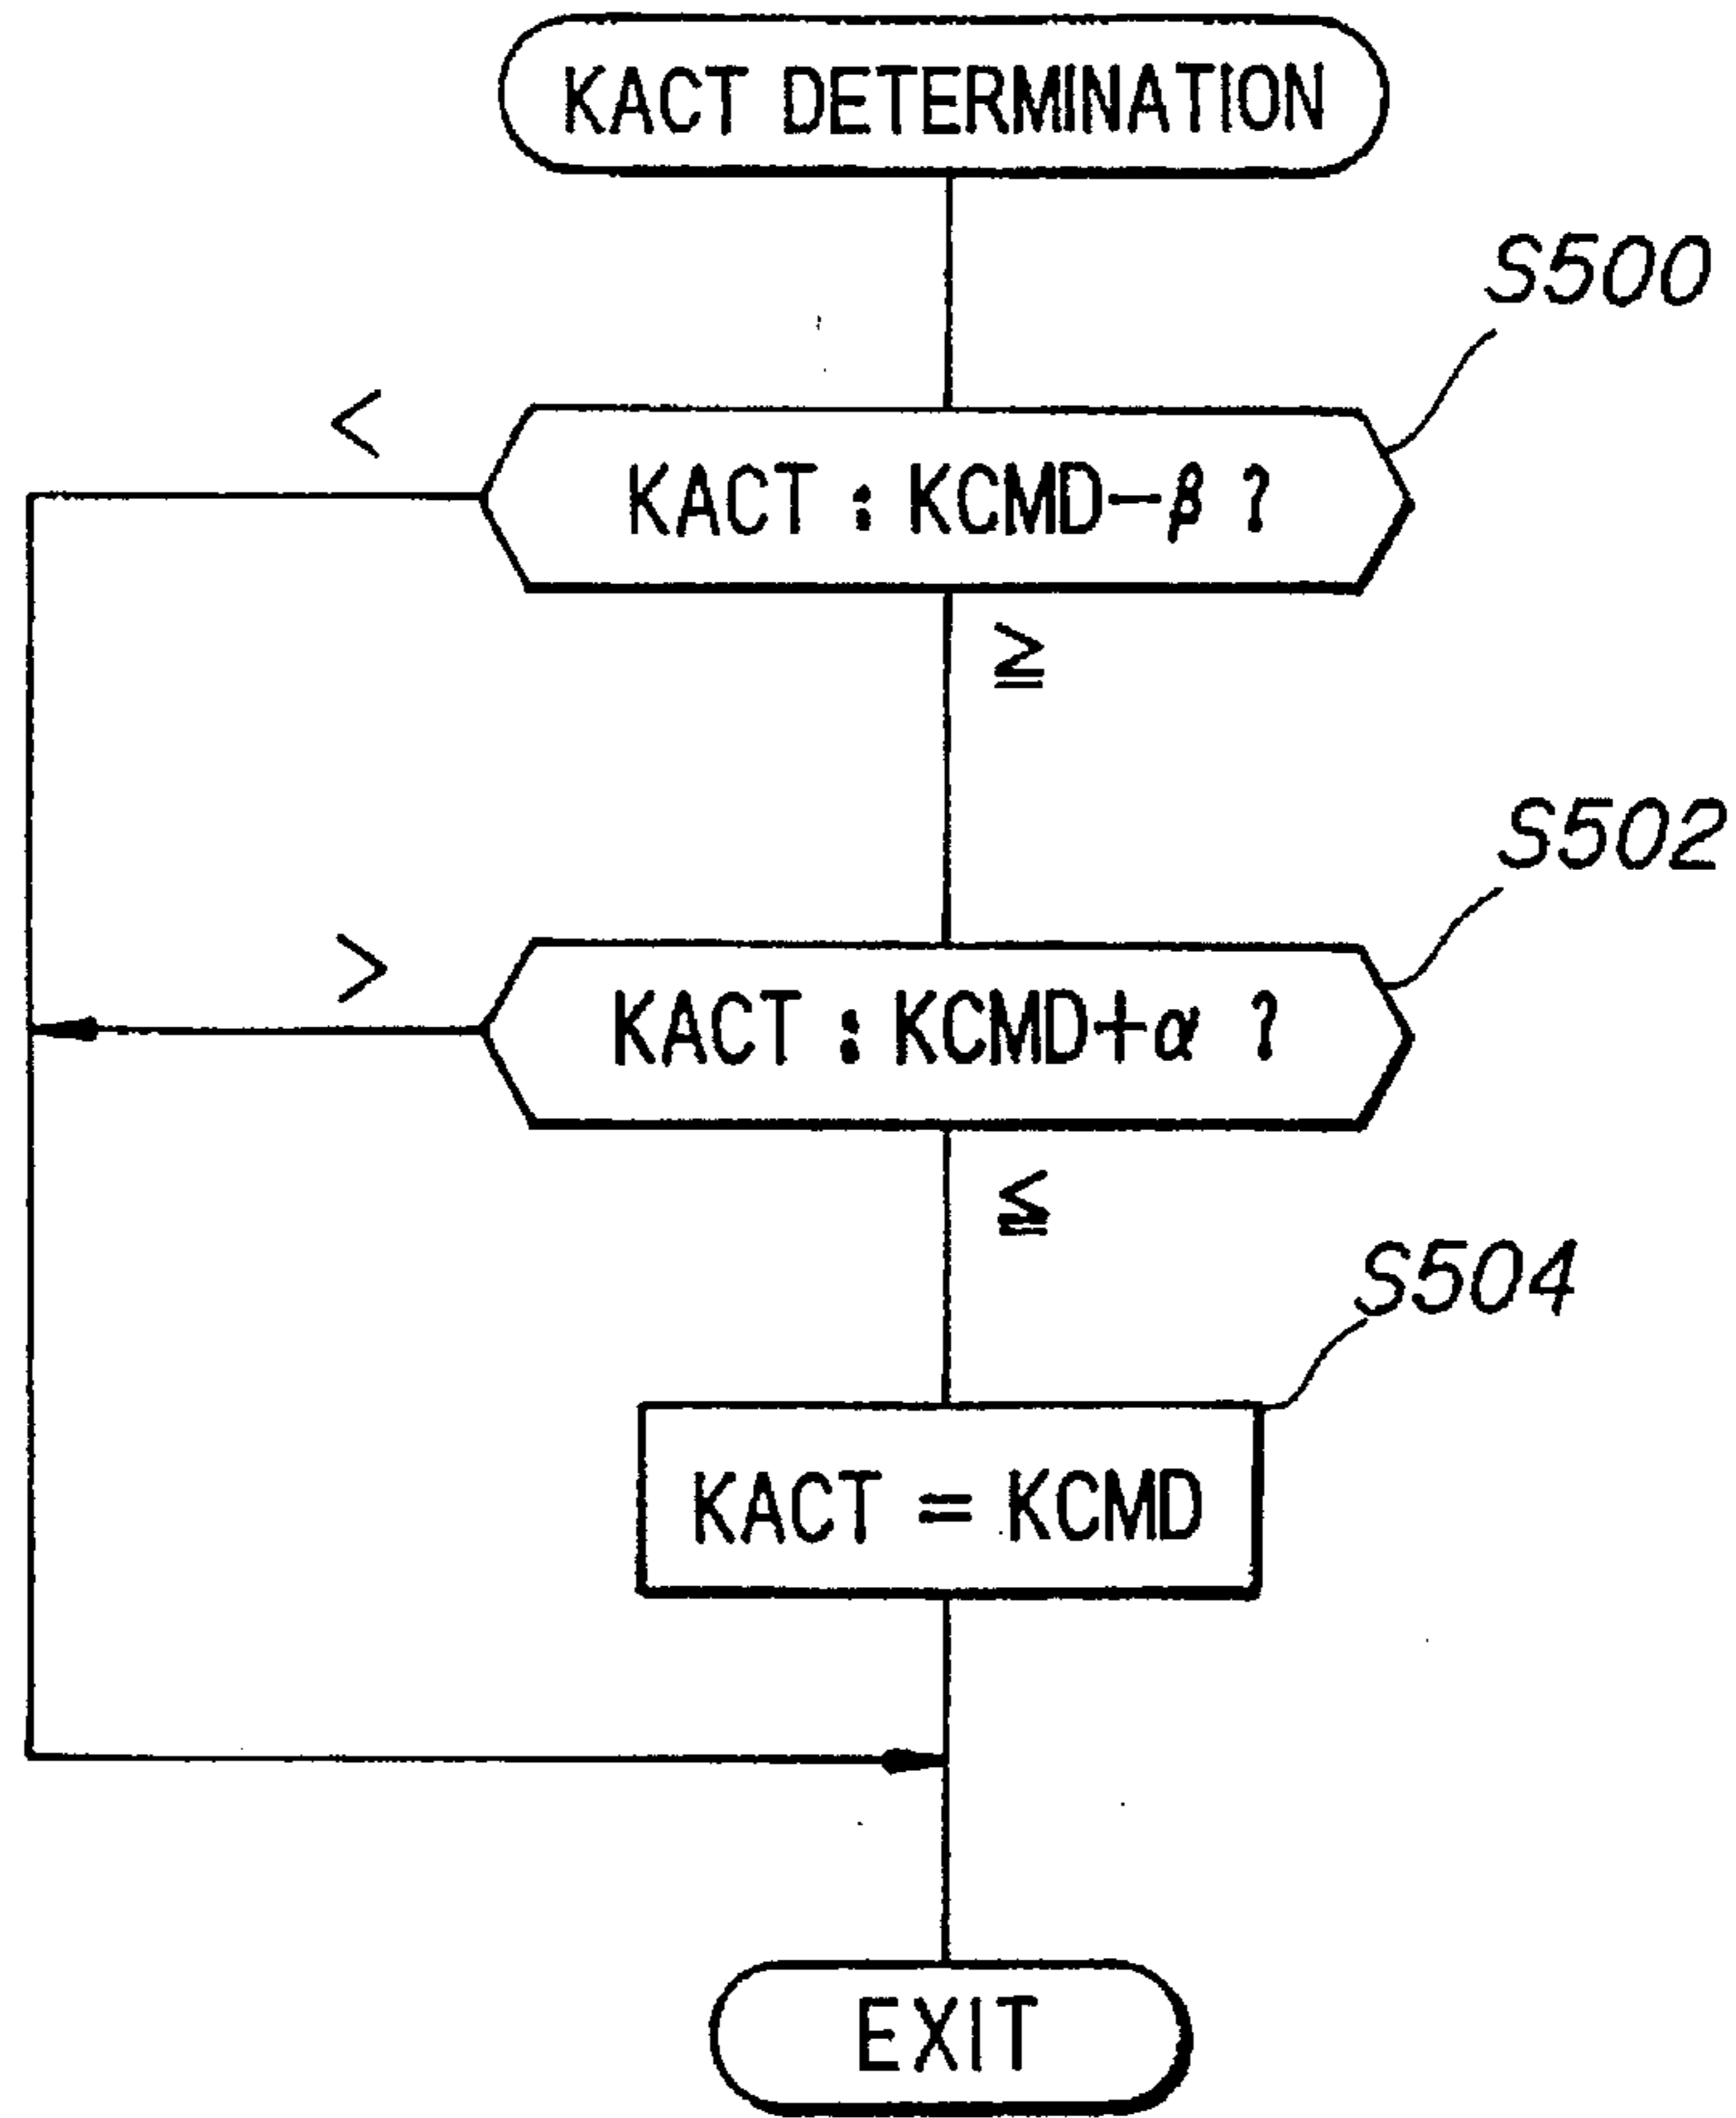 KACT DETERMINATION
S500
<
KACT : KCMD−β ?
≧
S502
>
KACT : KCMD+α ?
≦
S504
KACT = KCMD
EXIT